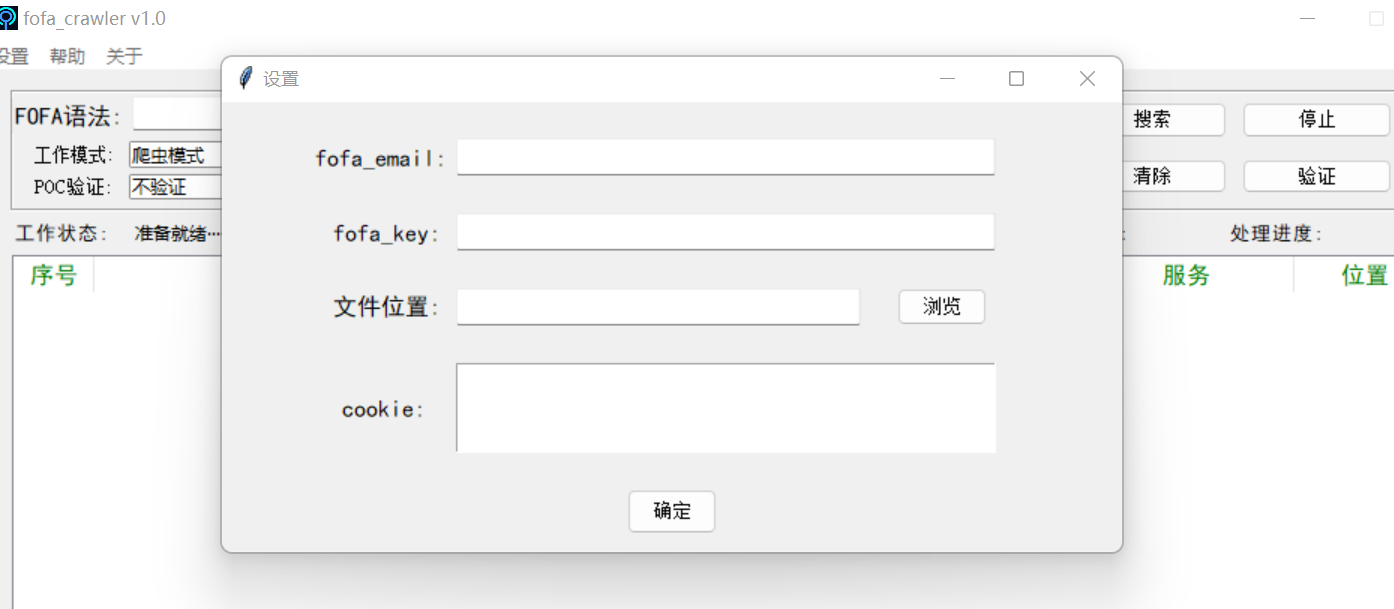 fofa_crawler v1.0
设置 帮助 关于
设置
FOFA语法: 搜索 停止
fofa_email:
工作模式: 爬虫模式
POC验证: 不验证 清除 验证
fofa_key:
工作状态: 准备就绪… : 处理进度:
序号 服务 位置
文件位置: 浏览
cookie:
确定